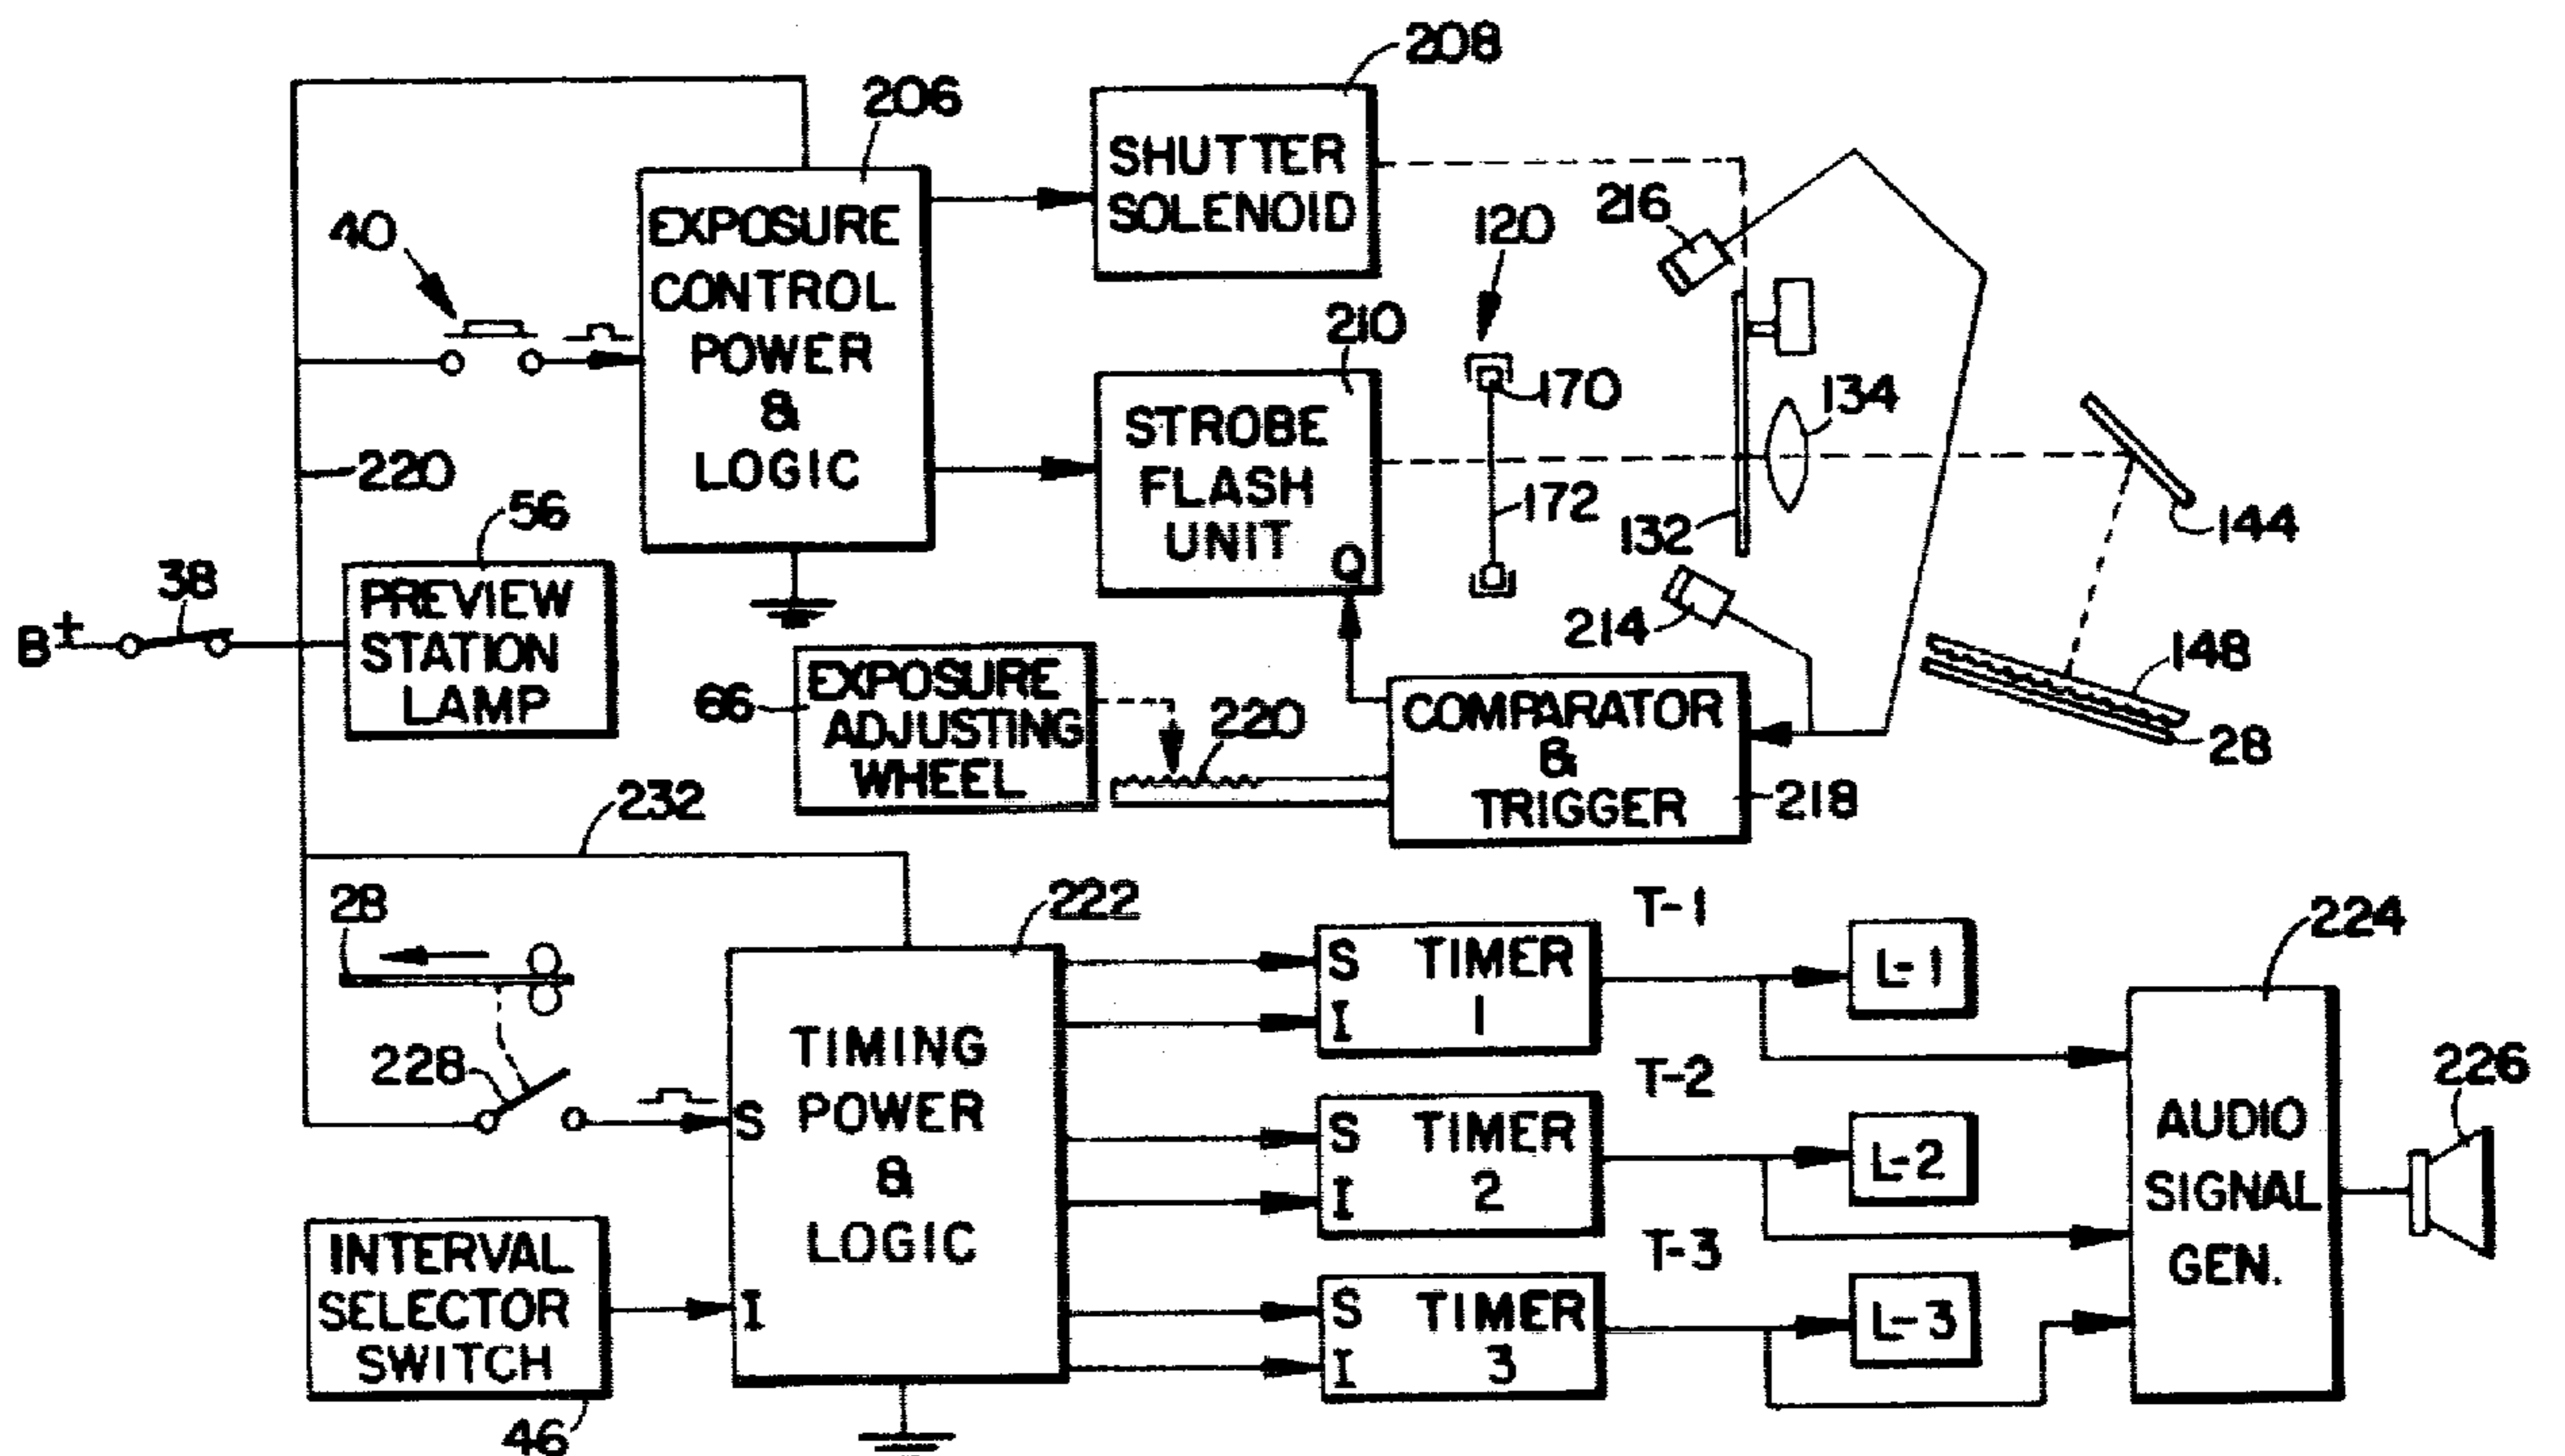 208
206
SHUTTER
SOLENOID
216
120
40
EXPOSURE
CONTROL
POWER
&
LOGIC
210
170
134
STROBE
FLASH
UNIT
Q
220
172
132
144
56
38
B±
PREVIEW
STATION
LAMP
214
148
66
EXPOSURE
ADJUSTING
WHEEL
220
COMPARATOR
&
TRIGGER
28
218
232
28
222
T-1
224
S TIMER
I 1
L-1
228
TIMING
POWER
&
LOGIC
S
I
T-2
226
S TIMER
I 2
L-2
AUDIO
SIGNAL
GEN.
INTERVAL
SELECTOR
SWITCH
T-3
S TIMER
I 3
L-3
46